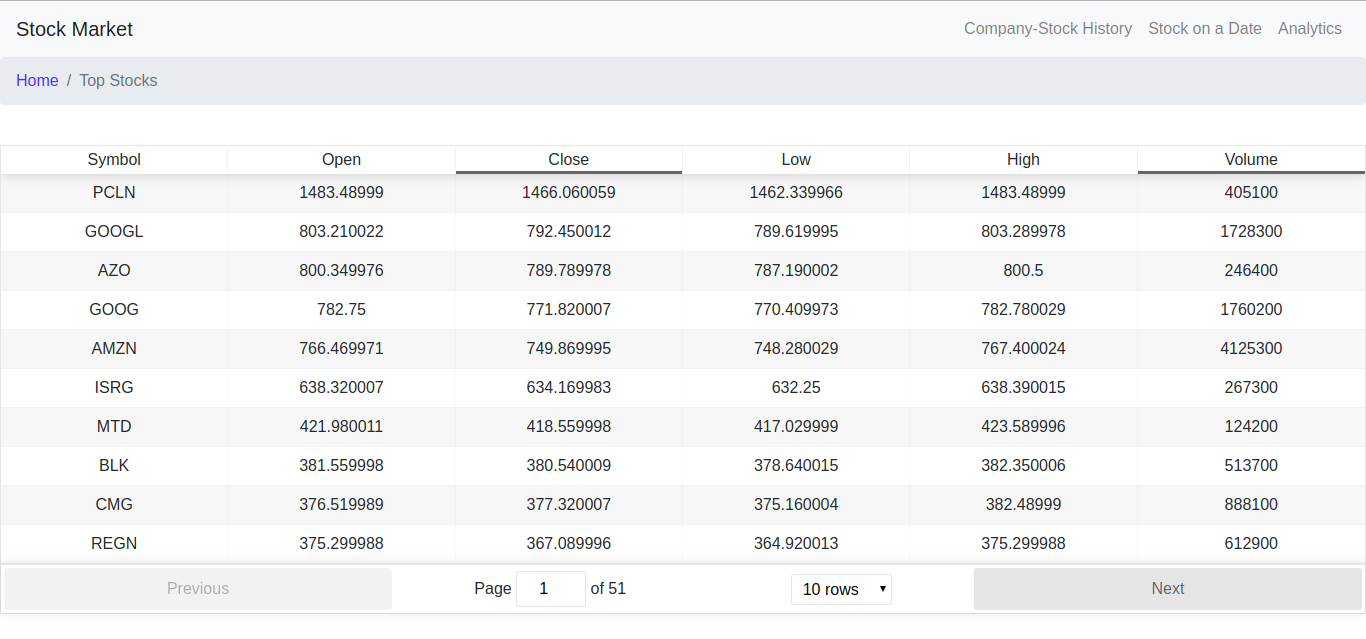 Stock Market Company-Stock History Stock on a Date Analytics
Home / Top Stocks
Symbol Open Close Low High Volume
PCLN 1483.48999 1466.060059 1462.339966 1483.48999 405100
GOOGL 803.210022 792.450012 789.619995 803.289978 1728300
AZO 800.349976 789.789978 787.190002 800.5 246400
GOOG 782.75 771.820007 770.409973 782.780029 1760200
AMZN 766.469971 749.869995 748.280029 767.400024 4125300
ISRG 638.320007 634.169983 632.25 638.390015 267300
MTD 421.980011 418.559998 417.029999 423.589996 124200
BLK 381.559998 380.540009 378.640015 382.350006 513700
CMG 376.519989 377.320007 375.160004 382.48999 888100
REGN 375.299988 367.089996 364.920013 375.299988 612900
Previous Page 1 of 51 10 rows Next